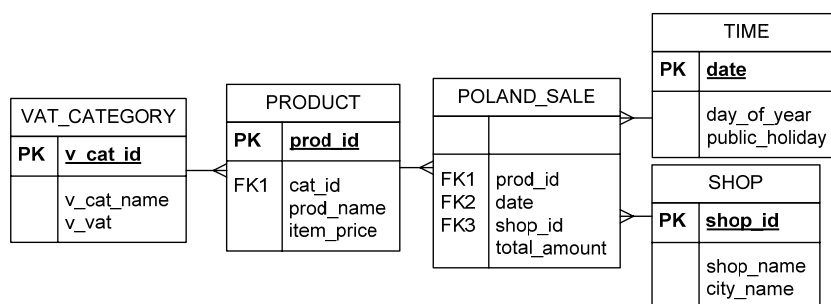 VAT_CATEGORY
PK v_cat_id
v_cat_name
v_vat
PRODUCT
PK prod_id
FK1 cat_id
prod_name
item_price
POLAND_SALE
FK1 prod_id
FK2 date
FK3 shop_id
total_amount
TIME
PK date
day_of_year
public_holiday
SHOP
PK shop_id
shop_name
city_name